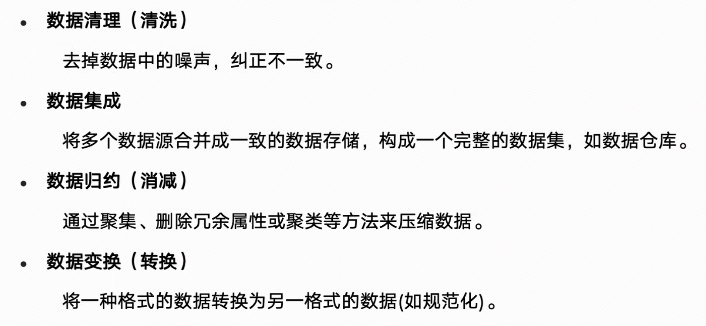 • 数据清理（清洗）
去掉数据中的噪声，纠正不一致。
• 数据集成
将多个数据源合并成一致的数据存储，构成一个完整的数据集，如数据仓库。
• 数据归约（消减）
通过聚集、删除冗余属性或聚类等方法来压缩数据。
• 数据变换（转换）
将一种格式的数据转换为另一格式的数据(如规范化)。